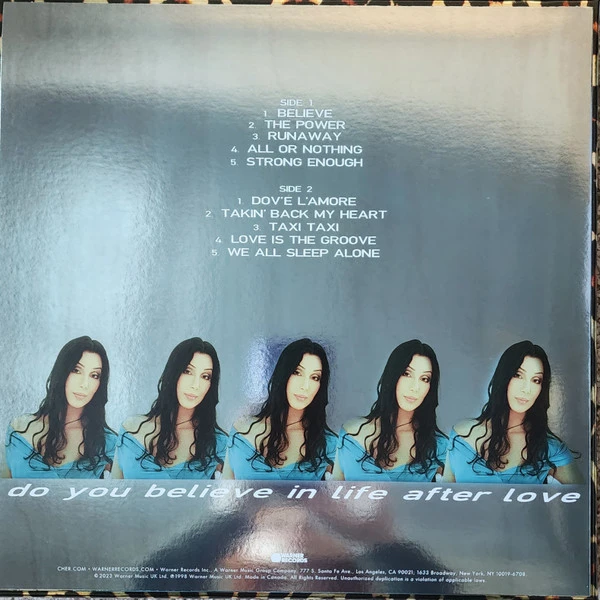 SIDE 1
1. BELIEVE
2. THE POWER
3. RUNAWAY
4. ALL OR NOTHING
5. STRONG ENOUGH
SIDE 2
1. DOV'E L'AMORE
2. TAKIN' BACK MY HEART
3. TAXI TAXI
4. LOVE IS THE GROOVE
5. WE ALL SLEEP ALONE
do you believe in life after love
WARNER
RECORDS
CHER.COM • WARNERRECORDS.COM • Warner Records Inc., A Warner Music Group Company, 777 S. Santa Fe Ave., Los Angeles, CA 90021, 1633 Broadway, New York, NY 10019-6708
© 2023 Warner Music UK Ltd. ℗ 1998 Warner Music UK Ltd. Made in Canada. All Rights Reserved. Unauthorized duplication is a violation of applicable laws.